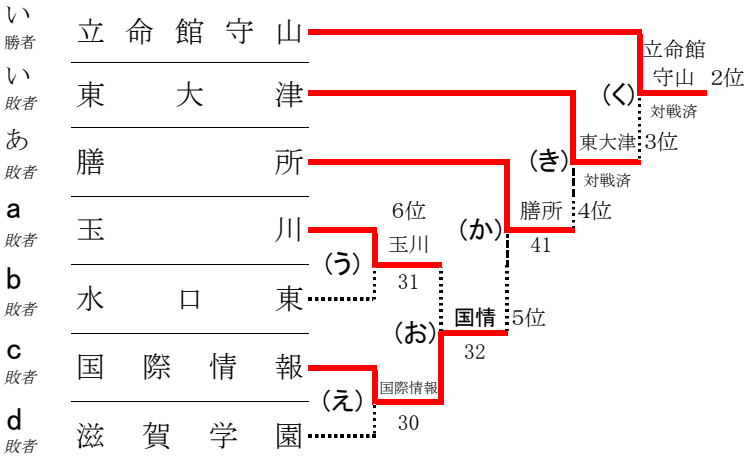 い
勝者
立命館守山
い
敗者
東大津
あ
敗者
膳所
a
敗者
玉川
b
敗者
水口東
c
敗者
国際情報
d
敗者
滋賀学園
(う)
6位
玉川
31
(え)
国際情報
30
(お)
国情
5位
32
(か)
膳所
4位
41
(き)
東大津
3位
対戦済
(く)
立命館
守山 2位
対戦済